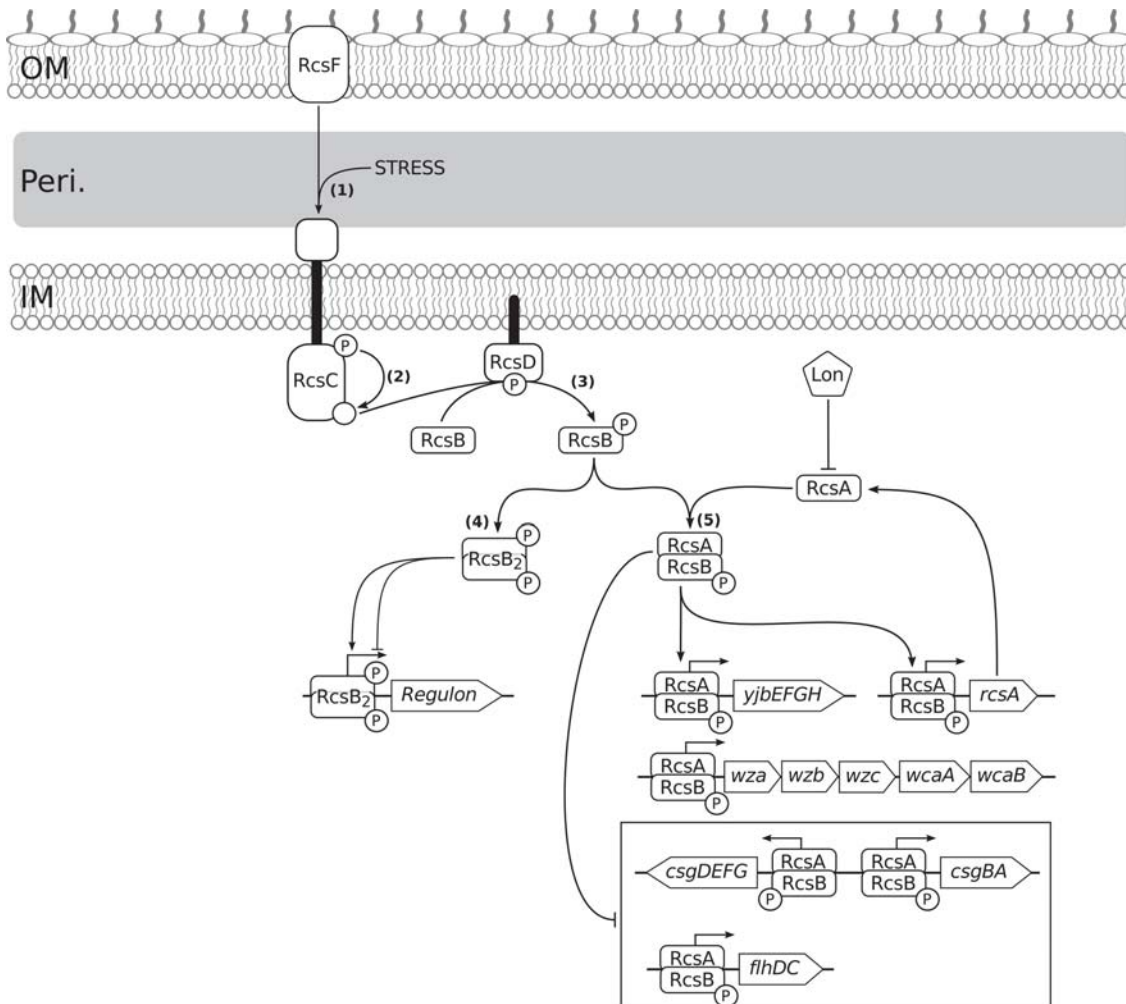 RcsF
OM
STRESS
Peri.
(1)
IM
P
RcsC
(2)
RcsD
P
(3)
Lon
RcsB
RcsB
P
RcsA
(4)
(5)
RcsB2
P
P
RcsA
RcsB
P
RcsB2
P
P
Regulon
RcsA
RcsB
P
yjbEFGH
RcsA
RcsB
P
rcsA
RcsA
RcsB
P
wza
wzb
wzc
wcaA
wcaB
csgDEFG
RcsA
RcsB
P
RcsA
RcsB
P
csgBA
RcsA
RcsB
P
flhDC